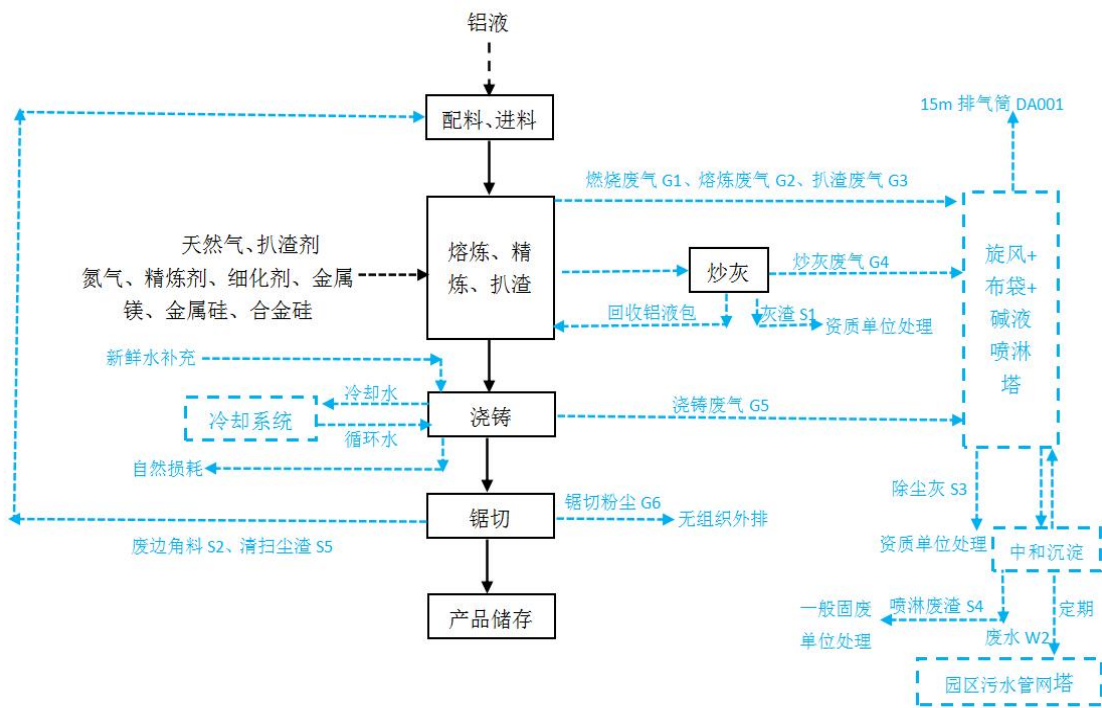 铝液
15m 排气筒 DA001
配料、进料
燃烧废气 G1、熔炼废气 G2、扒渣废气 G3
天然气、扒渣剂
氮气、精炼剂、细化剂、金属
镁、金属硅、合金硅
熔炼、精
炼、扒渣
炒灰
炒灰废气 G4
旋风+
布袋+
碱液
喷淋
塔
回收铝液包
灰渣 S1
资质单位处理
新鲜水补充
冷却水
冷却系统
循环水
浇铸
浇铸废气 G5
自然损耗
锯切
锯切粉尘 G6
无组织外排
除尘灰 S3
资质单位处理
中和沉淀
废边角料 S2、清扫尘渣 S5
产品储存
一般固废
单位处理
喷淋废渣 S4
定期
废水 W2
园区污水管网塔